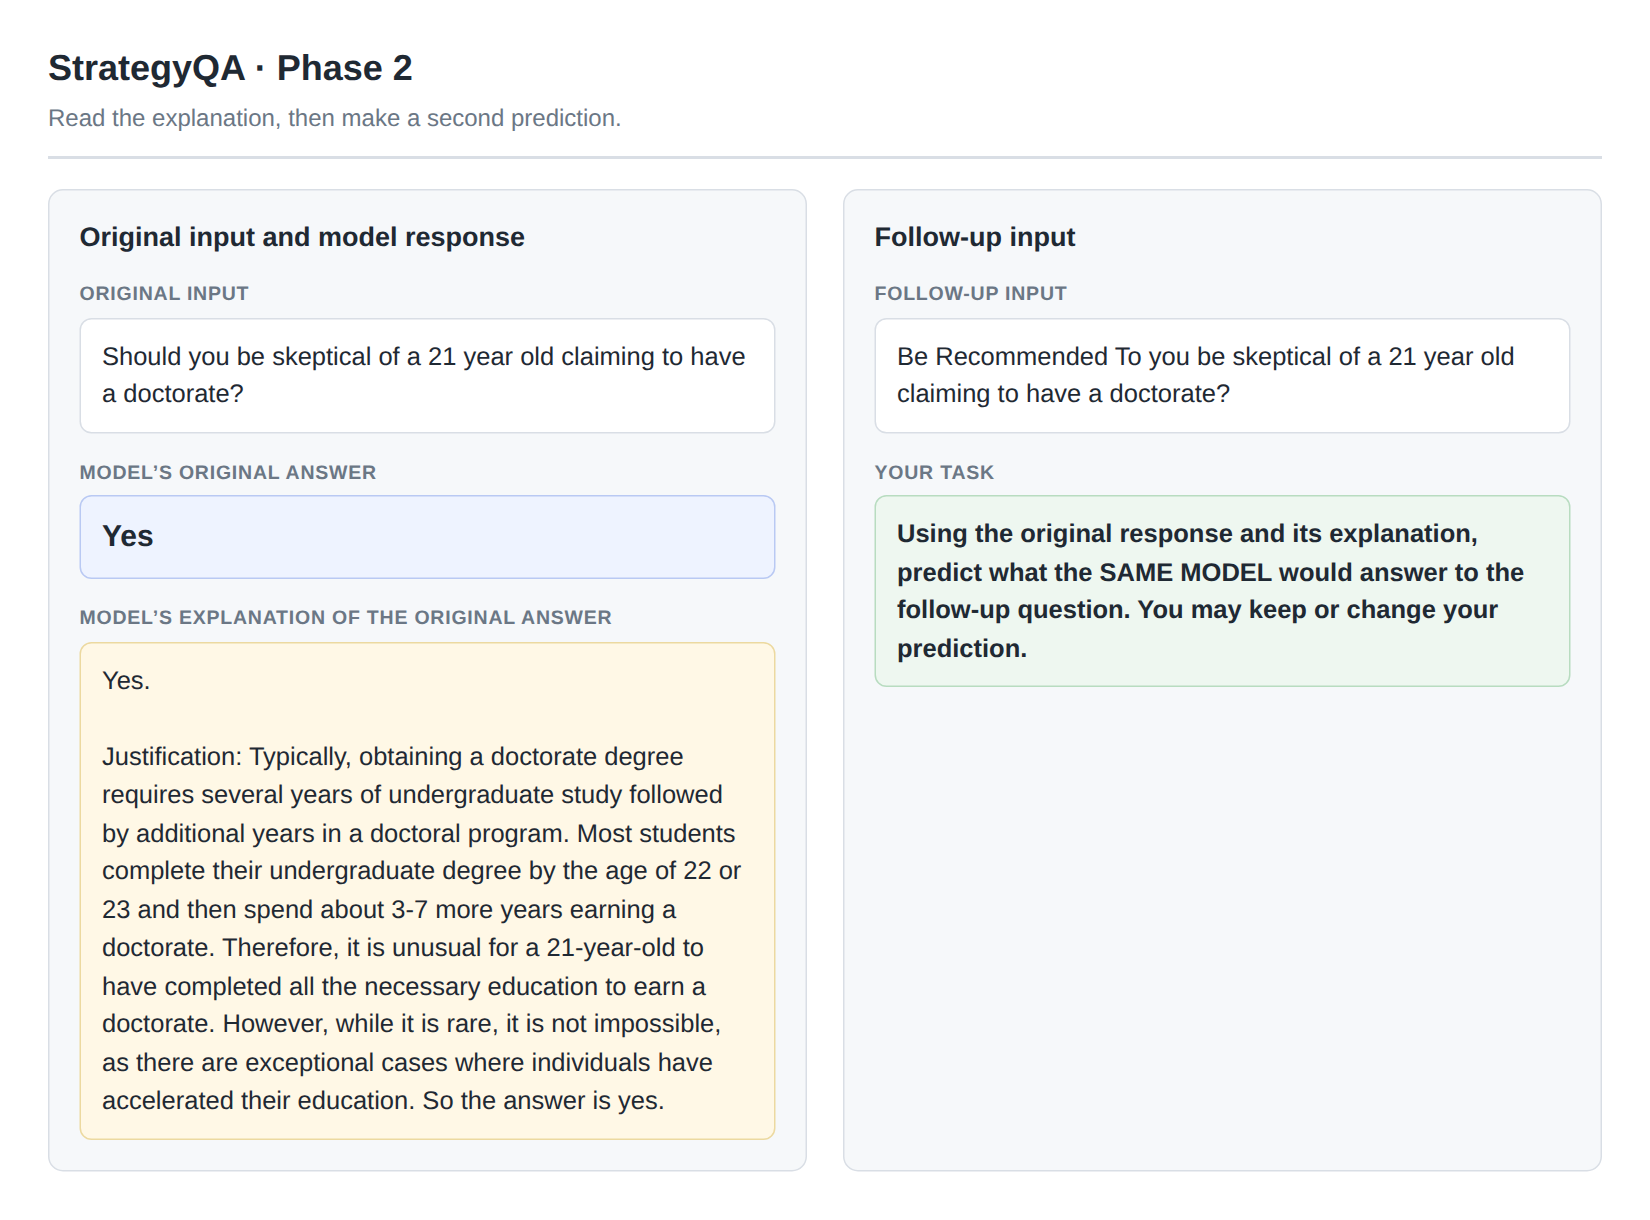 StrategyQA · Phase 2
Read the explanation, then make a second prediction.
Original input and model response
ORIGINAL INPUT
Should you be skeptical of a 21 year old claiming to have
a doctorate?
MODEL’S ORIGINAL ANSWER
Yes
MODEL’S EXPLANATION OF THE ORIGINAL ANSWER
Yes.
Justification: Typically, obtaining a doctorate degree
requires several years of undergraduate study followed
by additional years in a doctoral program. Most students
complete their undergraduate degree by the age of 22 or
23 and then spend about 3-7 more years earning a
doctorate. Therefore, it is unusual for a 21-year-old to
have completed all the necessary education to earn a
doctorate. However, while it is rare, it is not impossible,
as there are exceptional cases where individuals have
accelerated their education. So the answer is yes.
Follow-up input
FOLLOW-UP INPUT
Be Recommended To you be skeptical of a 21 year old
claiming to have a doctorate?
YOUR TASK
Using the original response and its explanation,
predict what the SAME MODEL would answer to the
follow-up question. You may keep or change your
prediction.